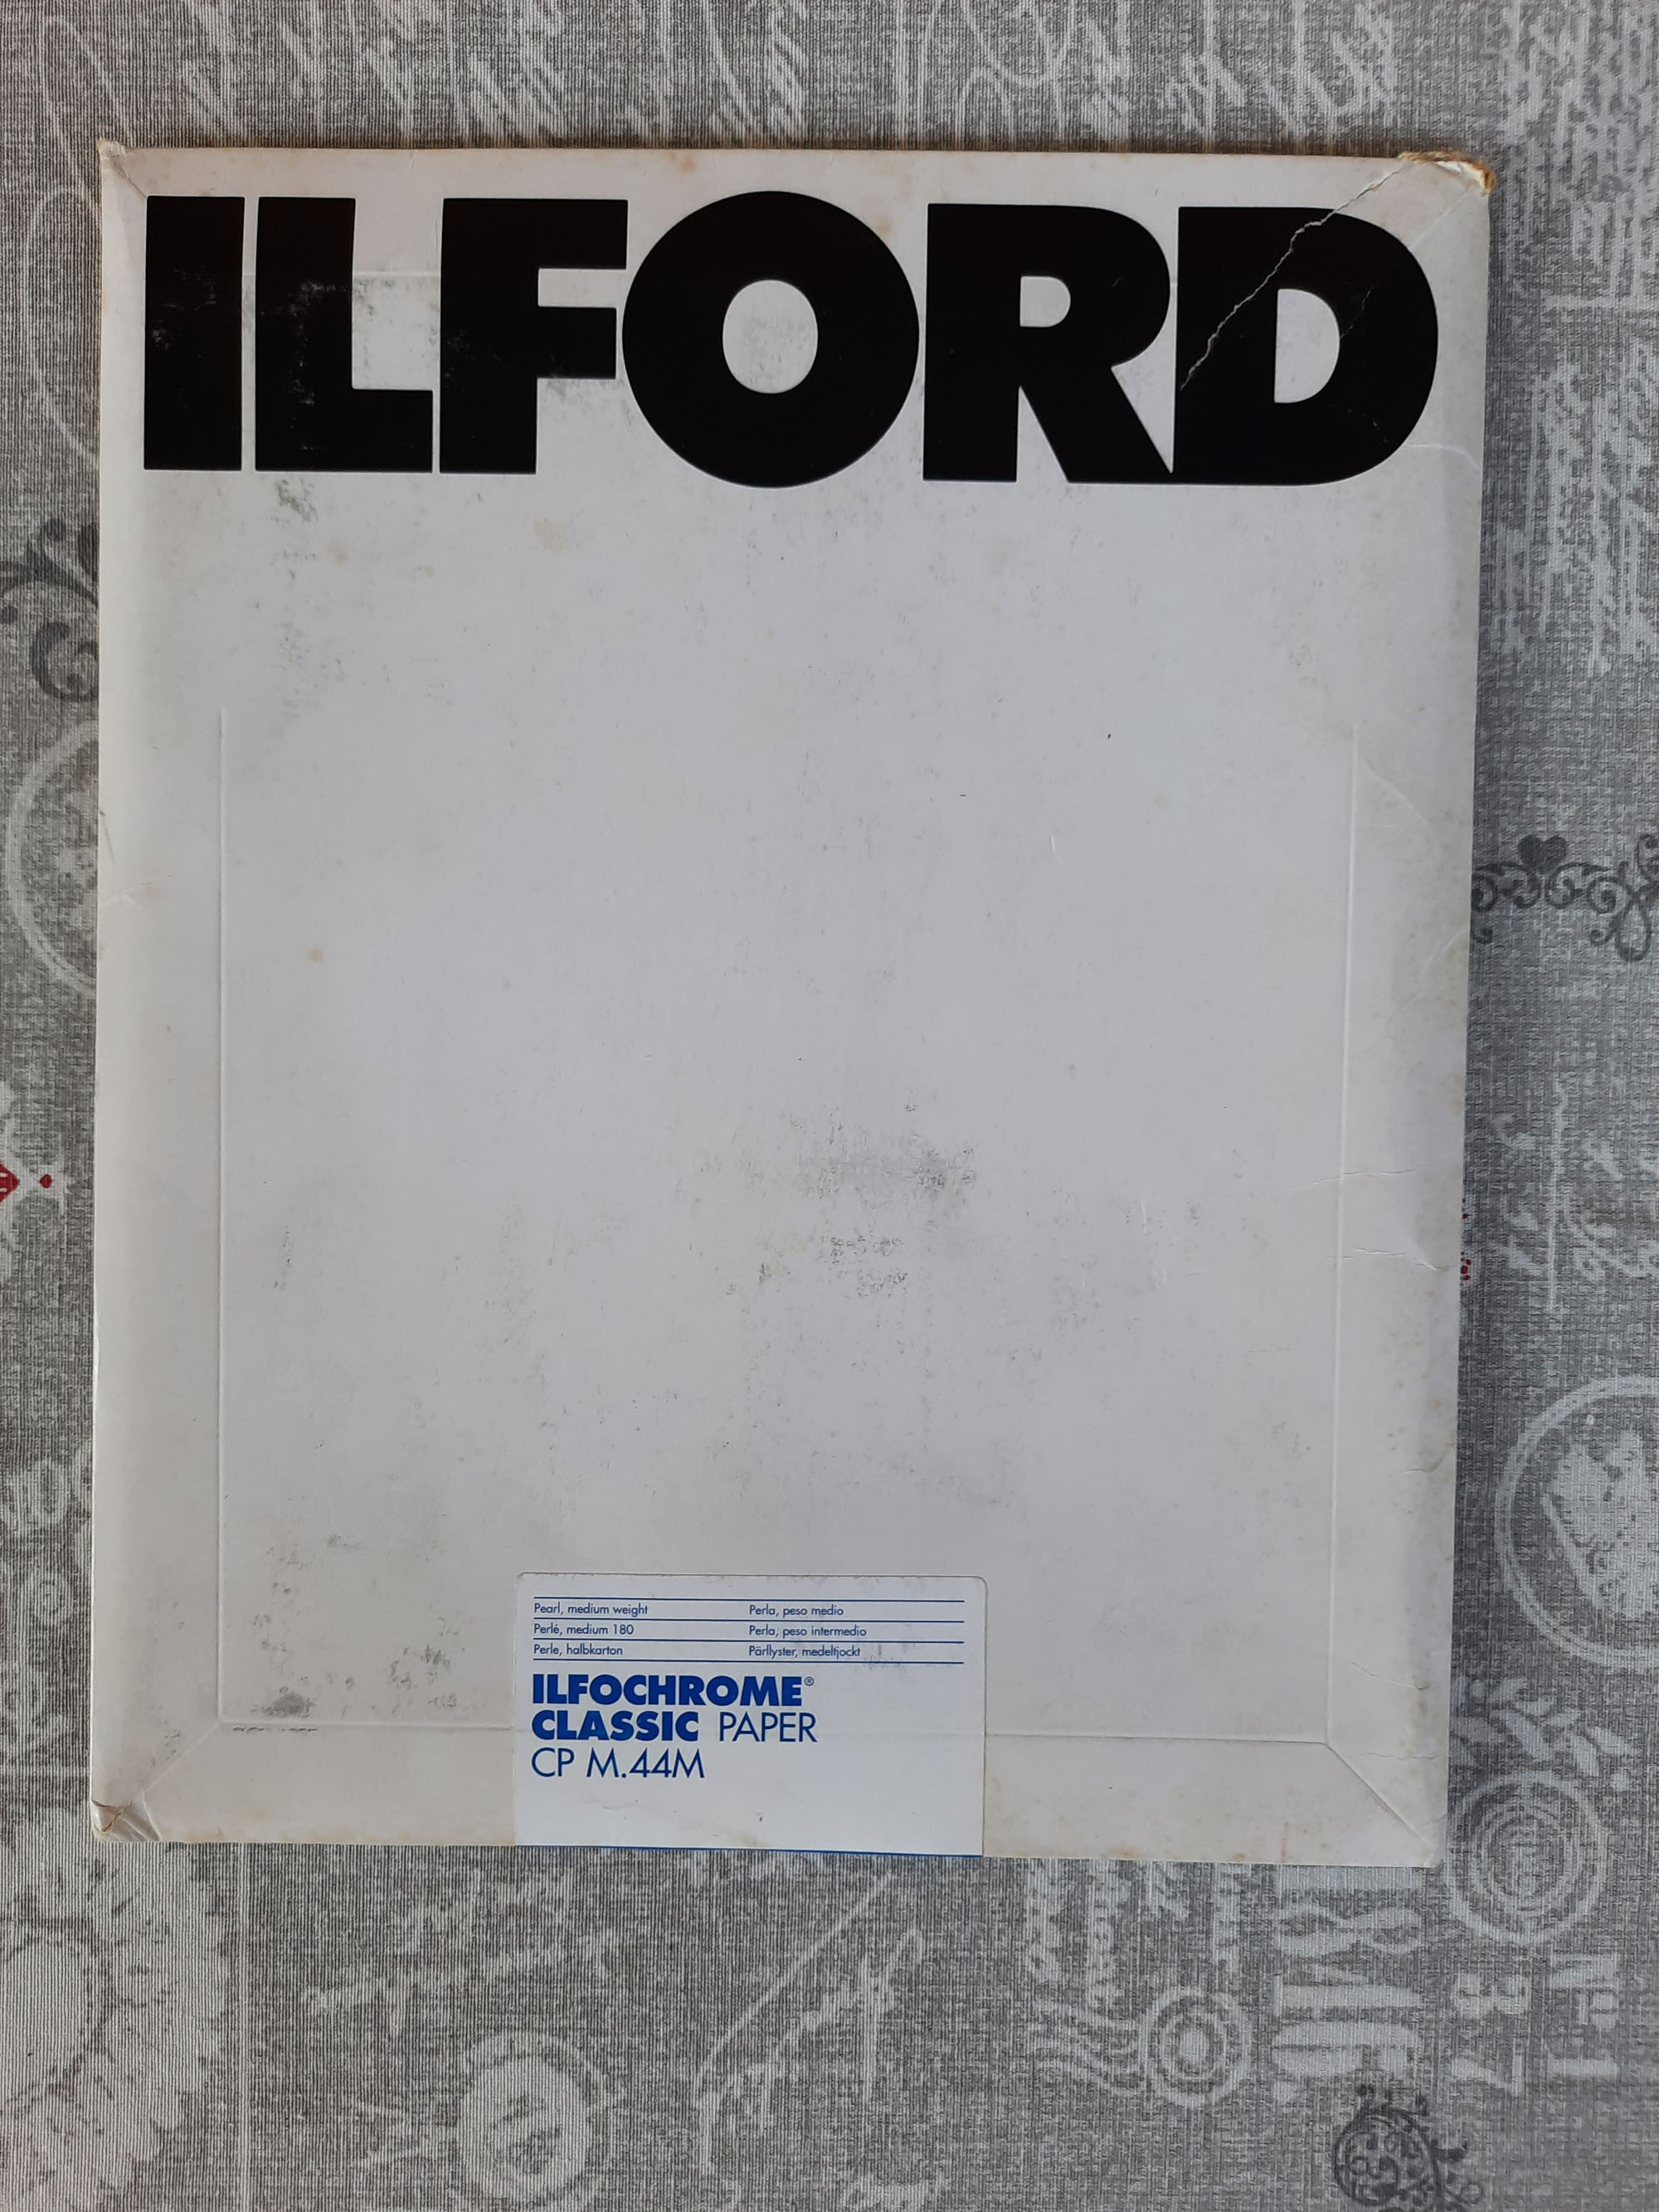 ILFORD
Pearl, medium weight Perla, peso medio
Perlé, medium 180 Perla, peso intermedio
Perle, halbkarton Pärllyster, medeltjockt
ILFOCHROME®
CLASSIC PAPER
CP M.44M